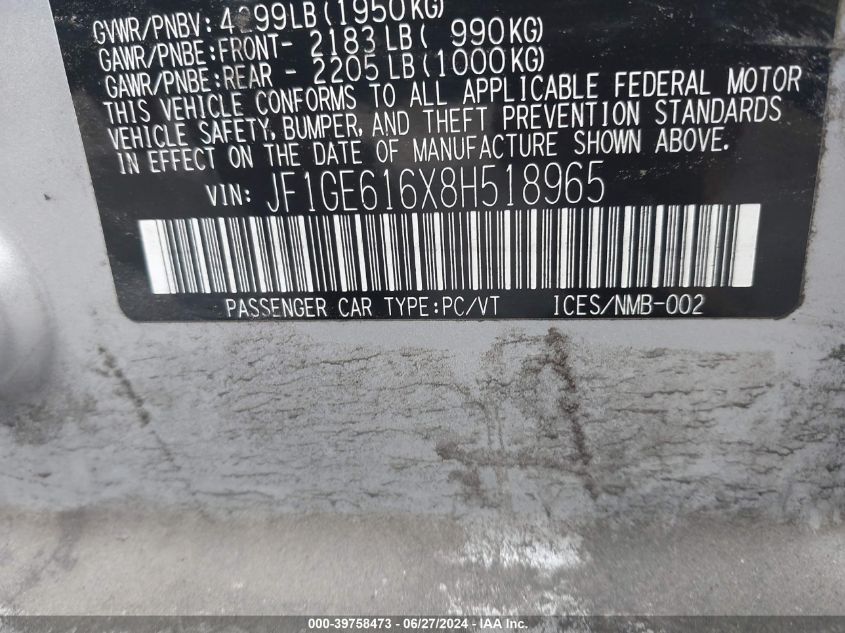 GVWR/PNBV: 4299LB(1950KG)
GAWR/PNBE:FRONT- 2183 LB( 990KG)
GAWR/PNBE:REAR - 2205 LB(1000KG)
THIS VEHICLE CONFORMS TO ALL APPLICABLE FEDERAL MOTOR
VEHICLE SAFETY, BUMPER, AND THEFT PREVENTION STANDARDS
IN EFFECT ON THE DATE OF MANUFACTURE SHOWN ABOVE.
VIN: JF1GE616X8H518965
PASSENGER CAR TYPE:PC/VT ICES/NMB-002
000-39758473 - 06/27/2024 - IAA Inc.